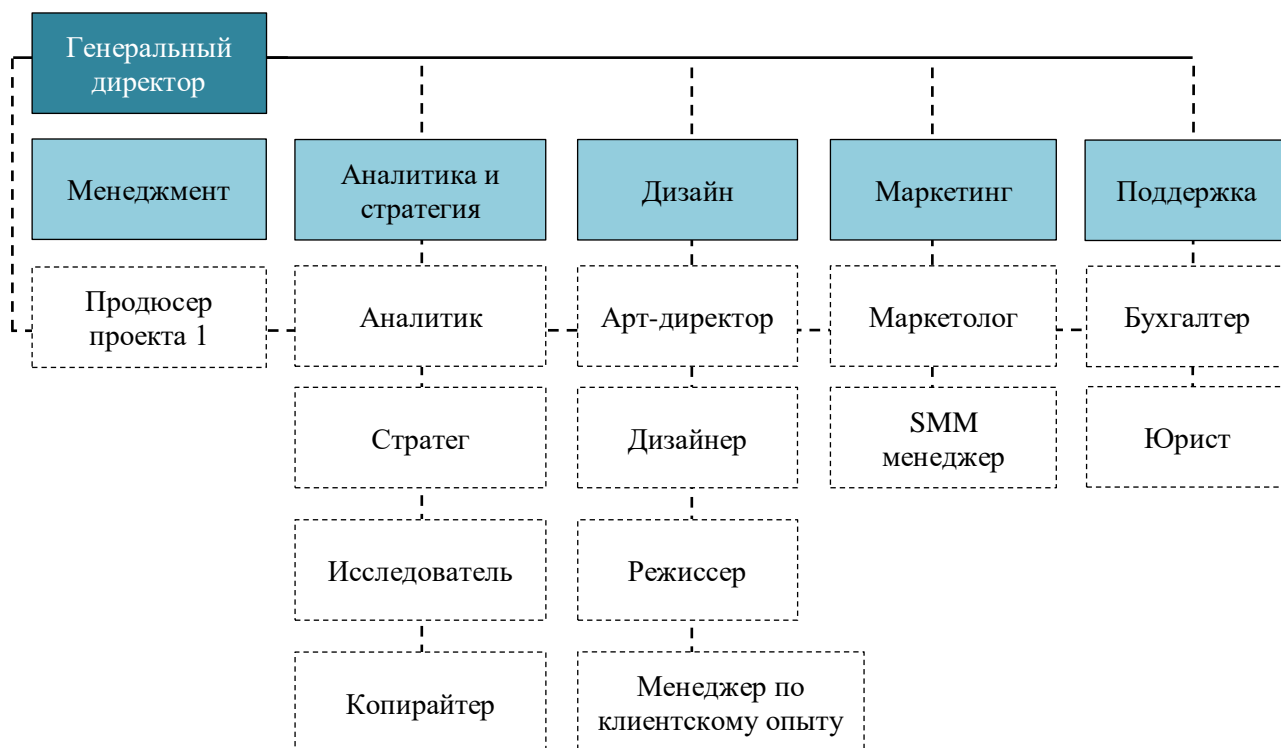 Генеральный
директор
Менеджмент
Аналитика и
стратегия
Дизайн
Маркетинг
Поддержка
Продюсер
проекта 1
Аналитик
Арт-директор
Маркетолог
Бухгалтер
Стратег
Дизайнер
SMM
менеджер
Юрист
Исследователь
Режиссер
Копирайтер
Менеджер по
клиентскому опыту